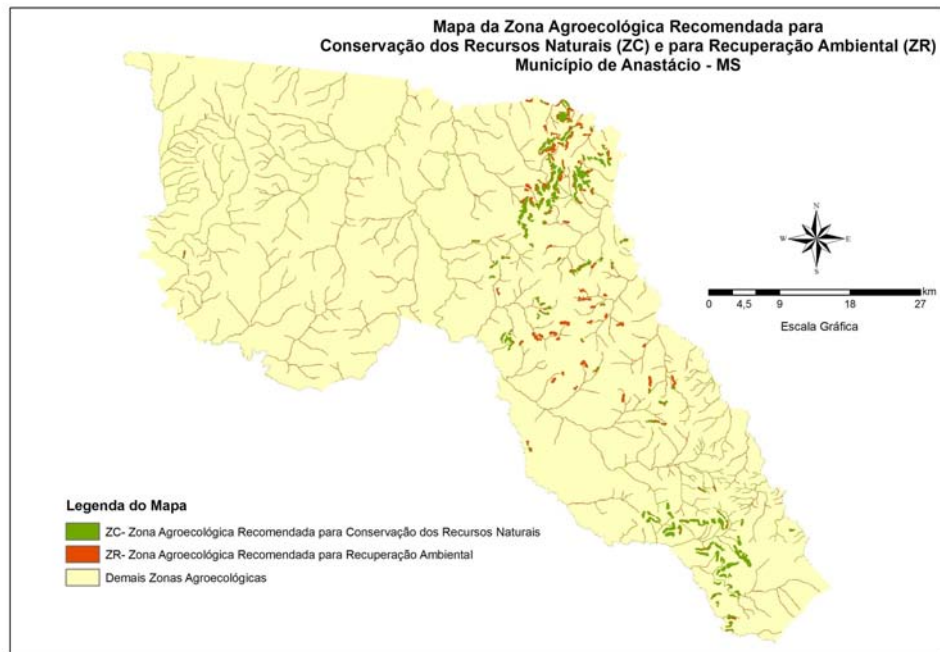 Mapa da Zona Agroecológica Recomendada para
Conservação dos Recursos Naturais (ZC) e para Recuperação Ambiental (ZR)
Município de Anastácio - MS
N
W E
S
km
0 4,5 9 18 27
Escala Gráfica
Legenda do Mapa
ZC- Zona Agroecológica Recomendada para Conservação dos Recursos Naturais
ZR- Zona Agroecológica Recomendada para Recuperação Ambiental
Demais Zonas Agroecológicas